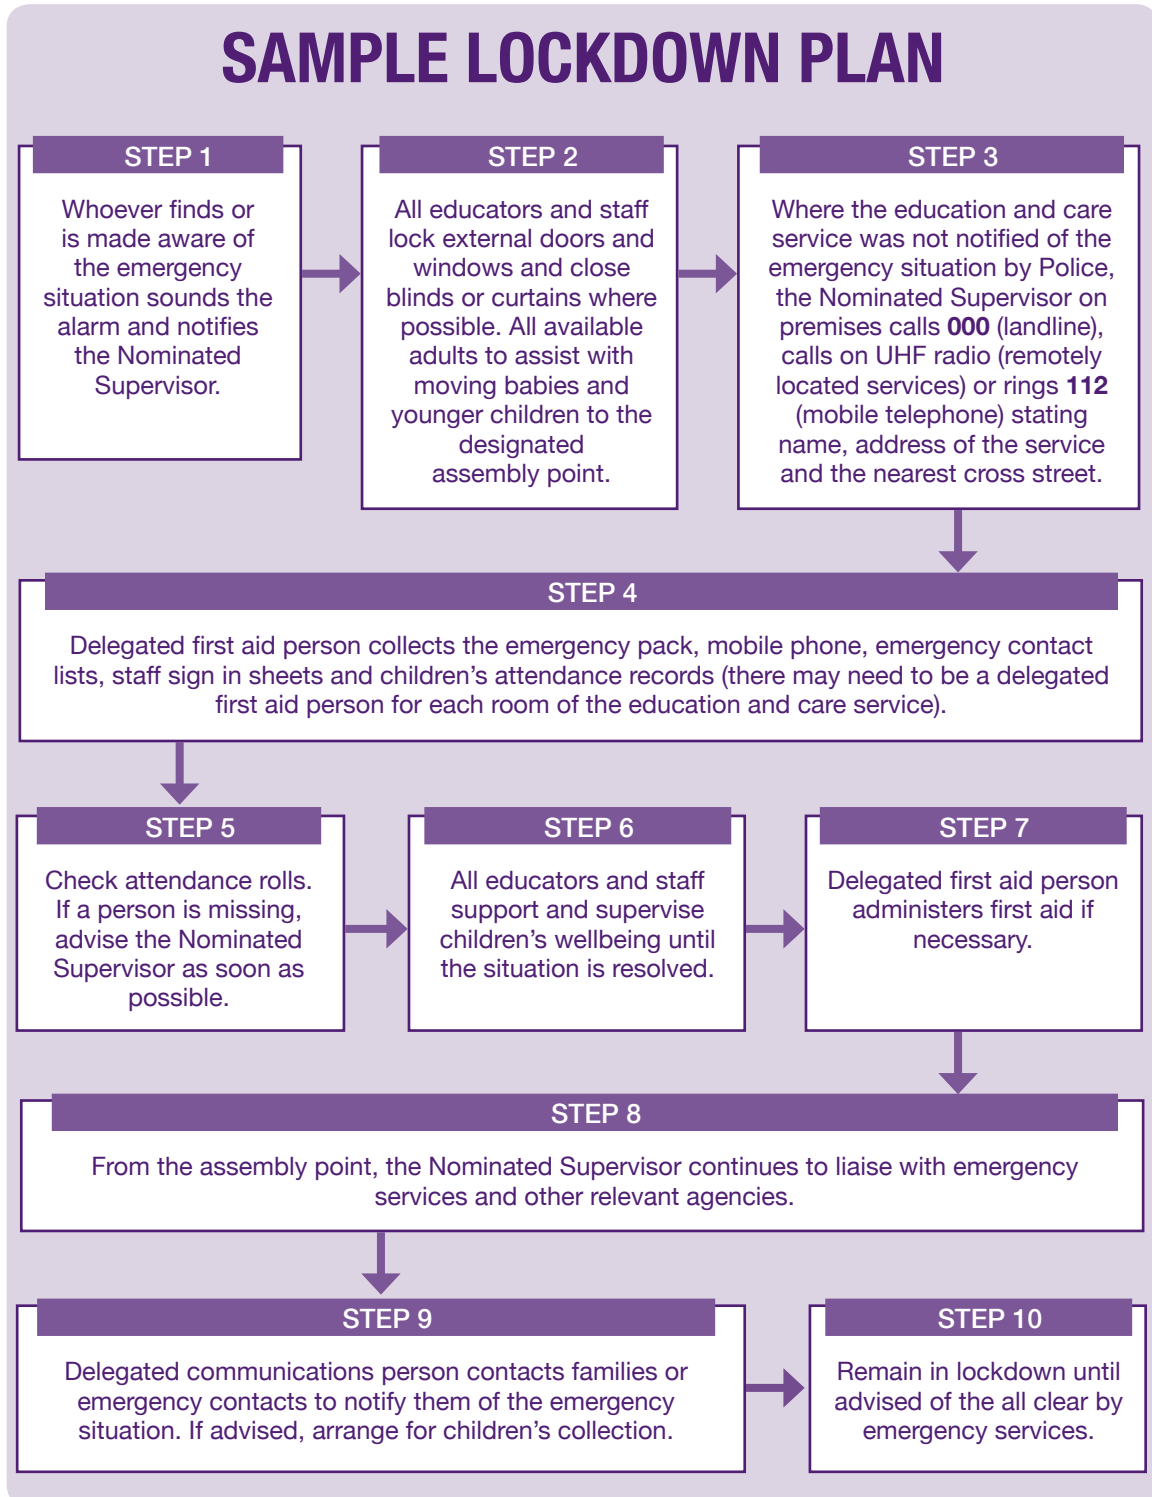 SAMPLE LOCKDOWN PLAN
STEP 1
Whoever finds or
is made aware of
the emergency
situation sounds the
alarm and notifies
the Nominated
Supervisor.
STEP 2
All educators and staff
lock external doors and
windows and close
blinds or curtains where
possible. All available
adults to assist with
moving babies and
younger children to the
designated
assembly point.
STEP 3
Where the education and care
service was not notified of the
emergency situation by Police,
the Nominated Supervisor on
premises calls 000 (landline),
calls on UHF radio (remotely
located services) or rings 112
(mobile telephone) stating
name, address of the service
and the nearest cross street.
STEP 4
Delegated first aid person collects the emergency pack, mobile phone, emergency contact
lists, staff sign in sheets and children’s attendance records (there may need to be a delegated
first aid person for each room of the education and care service).
STEP 5
Check attendance rolls.
If a person is missing,
advise the Nominated
Supervisor as soon as
possible.
STEP 6
All educators and staff
support and supervise
children’s wellbeing until
the situation is resolved.
STEP 7
Delegated first aid person
administers first aid if
necessary.
STEP 8
From the assembly point, the Nominated Supervisor continues to liaise with emergency
services and other relevant agencies.
STEP 9
Delegated communications person contacts families or
emergency contacts to notify them of the emergency
situation. If advised, arrange for children’s collection.
STEP 10
Remain in lockdown until
advised of the all clear by
emergency services.